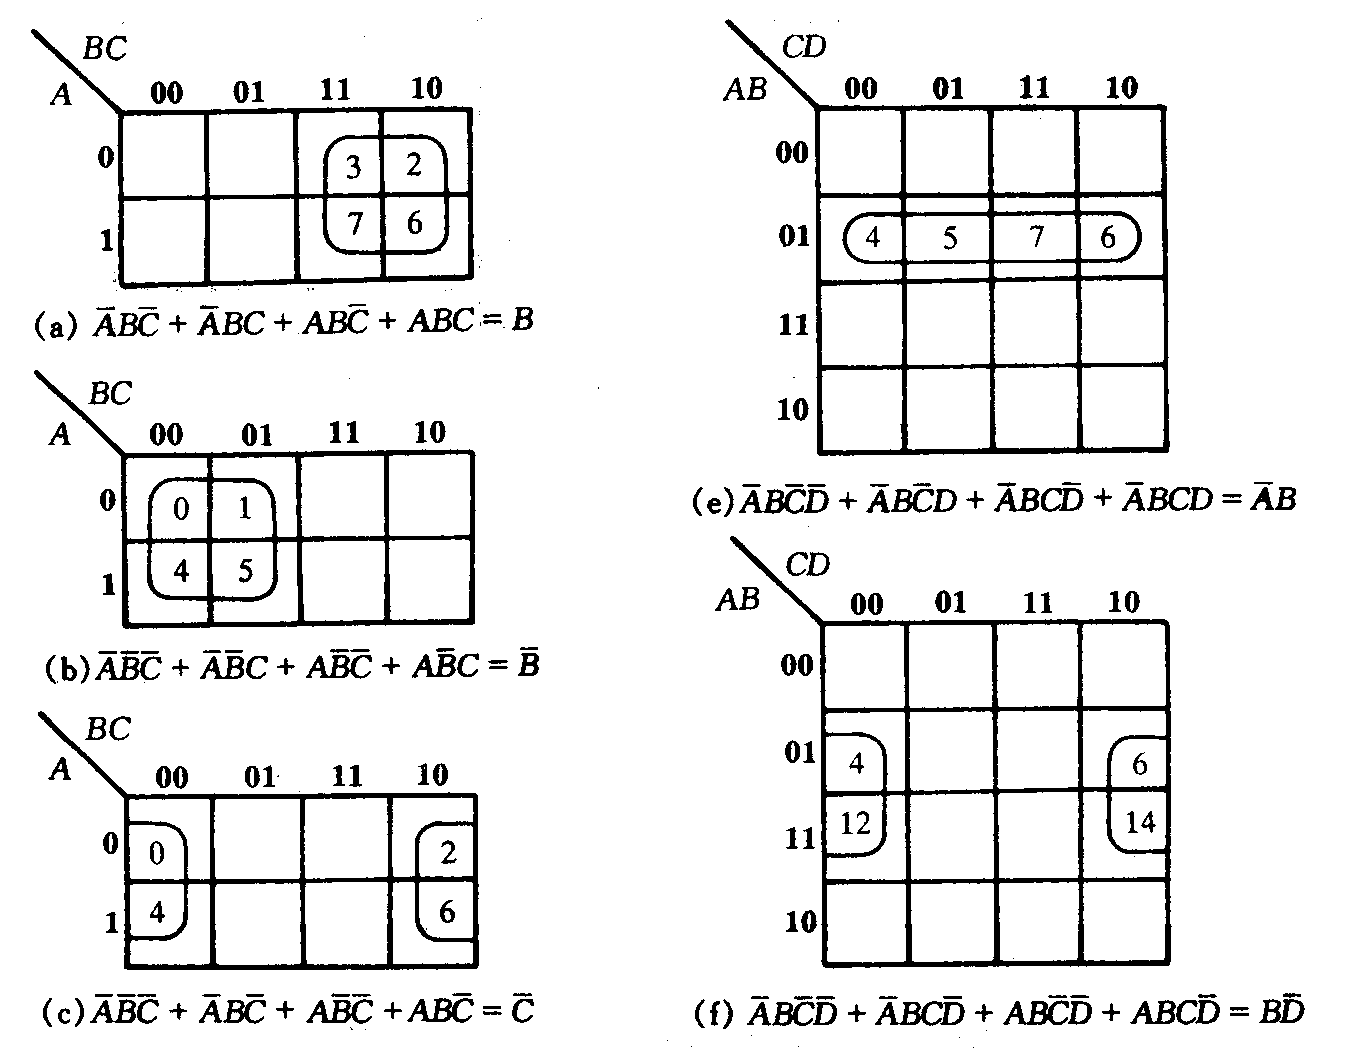 BC
A 00 01 11 10
0 3 2
1 7 6
(a) A̅BC̅ + A̅BC + ABC̅ + ABC = B
BC
A 00 01 11 10
0 0 1
1 4 5
(b) A̅B̅C̅ + A̅B̅C + AB̅C̅ + AB̅C = B̅
BC
A 00 01 11 10
0 0 2
1 4 6
(c) A̅B̅C̅ + A̅BC̅ + AB̅C̅ + ABC̅ = C̅
CD
AB 00 01 11 10
00
01 4 5 7 6
11
10
(e) A̅BC̅D̅ + A̅BC̅D + A̅BCD̅ + A̅BCD = A̅B
CD
AB 00 01 11 10
00
01 4 6
11 12 14
10
(f) A̅BC̅D̅ + A̅BCD̅ + ABC̅D̅ + ABCD̅ = BD̅